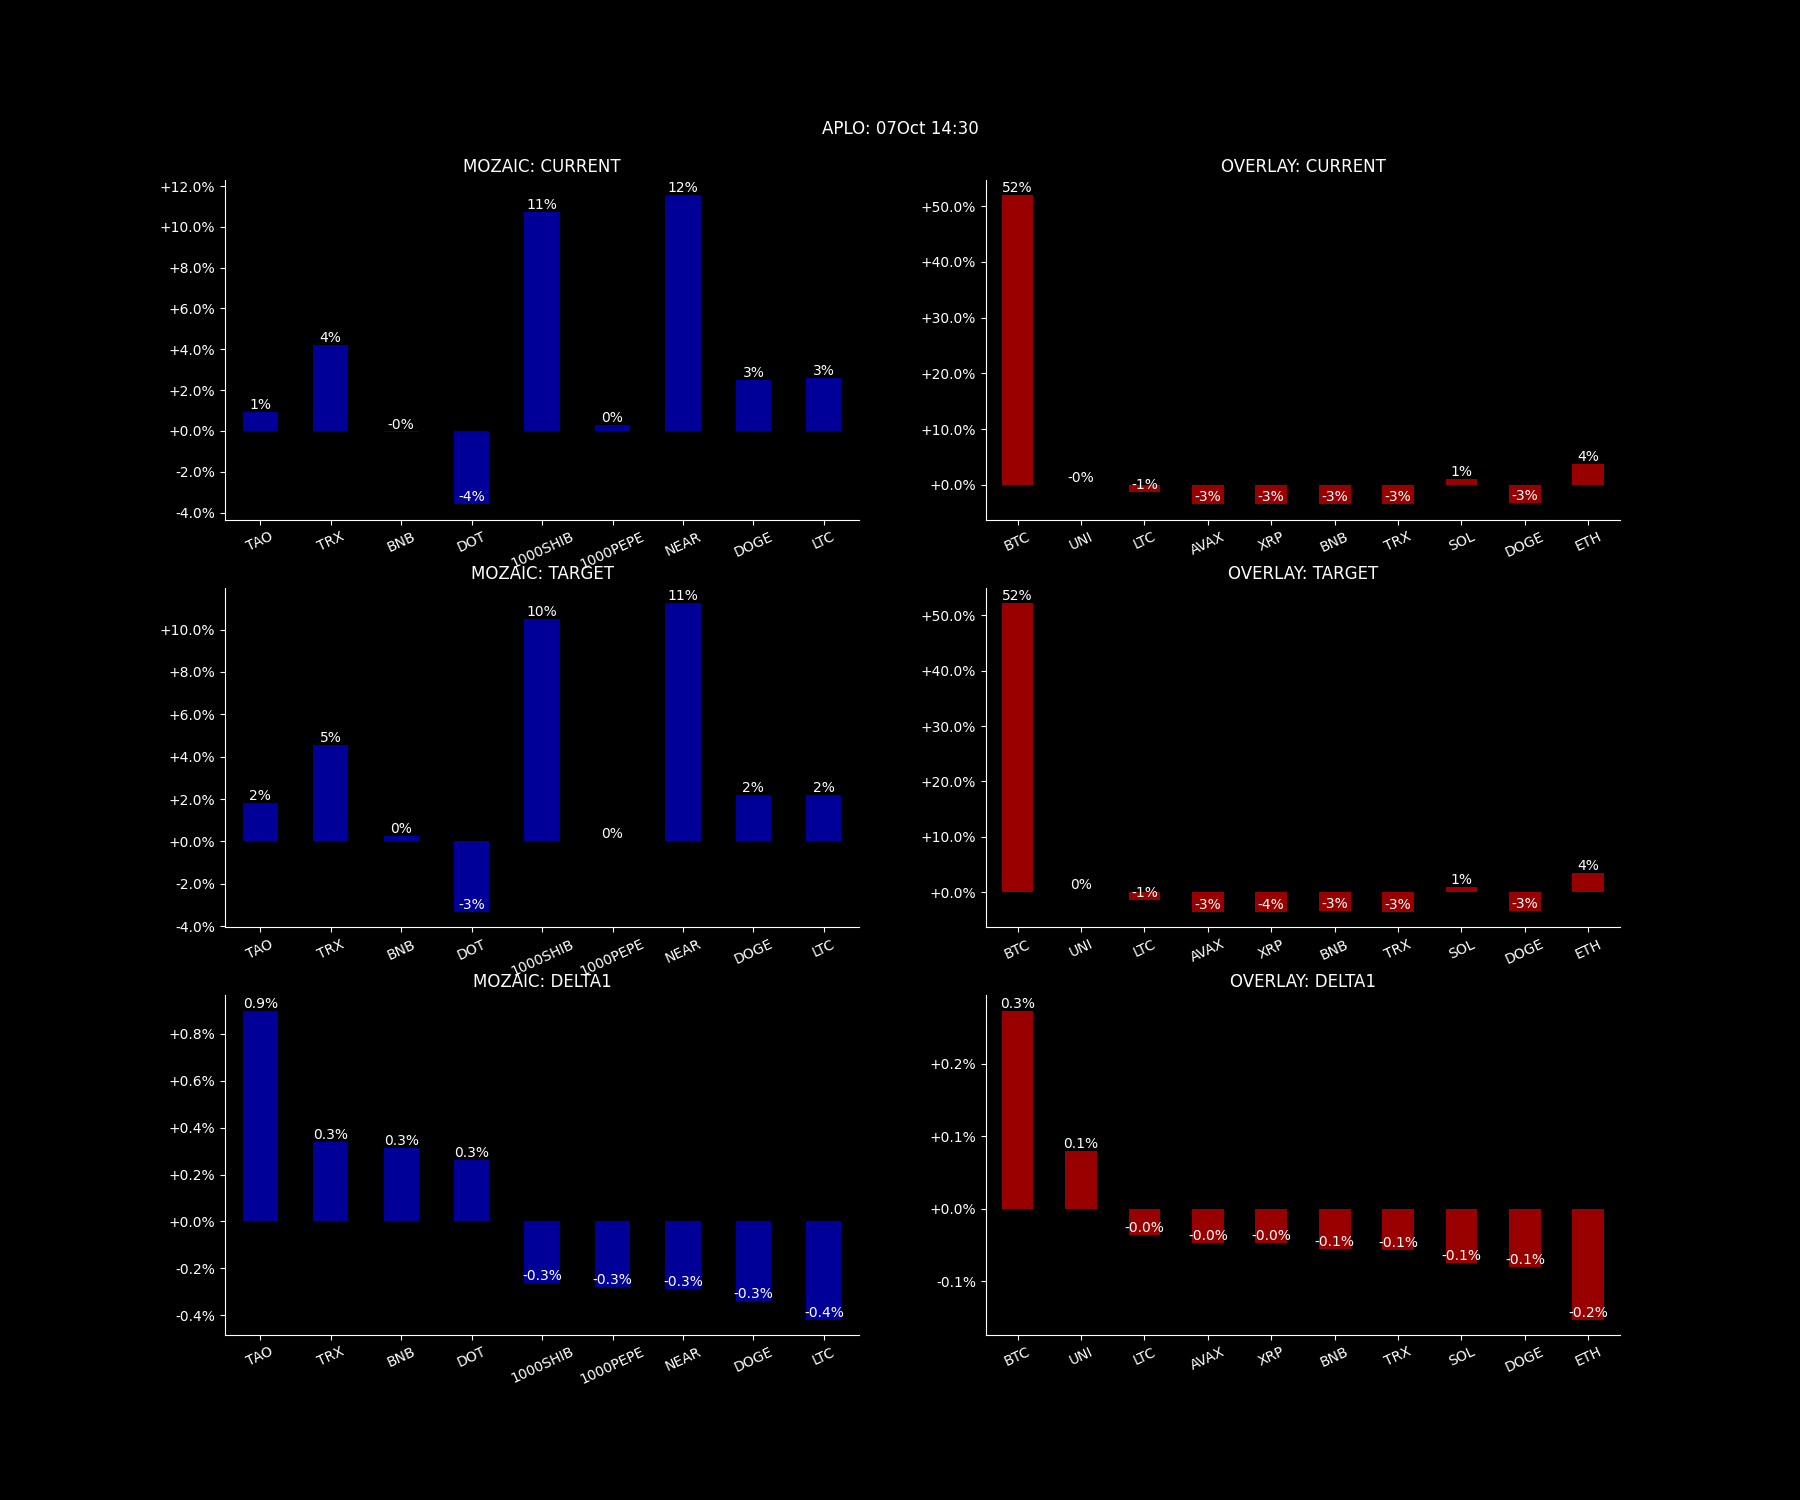 APLO: 07Oct 14:30
MOZAIC: CURRENT
+12.0%
+10.0%
+8.0%
+6.0%
+4.0%
+2.0%
+0.0%
-2.0%
-4.0%
1% 4% -0% -4% 11% 0% 12% 3% 3%
TAO TRX BNB DOT 1000SHIB 1000PEPE NEAR DOGE LTC
OVERLAY: CURRENT
+50.0%
+40.0%
+30.0%
+20.0%
+10.0%
+0.0%
52% -0% -1% -3% -3% -3% -3% 1% -3% 4%
BTC UNI LTC AVAX XRP BNB TRX SOL DOGE ETH
MOZAIC: TARGET
+10.0%
+8.0%
+6.0%
+4.0%
+2.0%
+0.0%
-2.0%
-4.0%
2% 5% 0% -3% 10% 0% 11% 2% 2%
TAO TRX BNB DOT 1000SHIB 1000PEPE NEAR DOGE LTC
OVERLAY: TARGET
+50.0%
+40.0%
+30.0%
+20.0%
+10.0%
+0.0%
52% 0% -1% -3% -4% -3% -3% 1% -3% 4%
BTC UNI LTC AVAX XRP BNB TRX SOL DOGE ETH
MOZAIC: DELTA1
+0.8%
+0.6%
+0.4%
+0.2%
+0.0%
-0.2%
-0.4%
0.9% 0.3% 0.3% 0.3% -0.3% -0.3% -0.3% -0.3% -0.4%
TAO TRX BNB DOT 1000SHIB 1000PEPE NEAR DOGE LTC
OVERLAY: DELTA1
+0.2%
+0.1%
+0.0%
-0.1%
0.3% 0.1% -0.0% -0.0% -0.0% -0.1% -0.1% -0.1% -0.1% -0.2%
BTC UNI LTC AVAX XRP BNB TRX SOL DOGE ETH